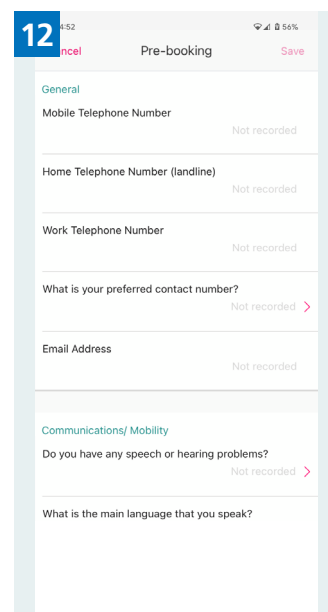 12
4:52
56%
ncel
Pre-booking
Save
General
Mobile Telephone Number
Not recorded
Home Telephone Number (landline)
Not recorded
Work Telephone Number
Not recorded
What is your preferred contact number?
Not recorded
Email Address
Not recorded
Communications/ Mobility
Do you have any speech or hearing problems?
Not recorded
What is the main language that you speak?